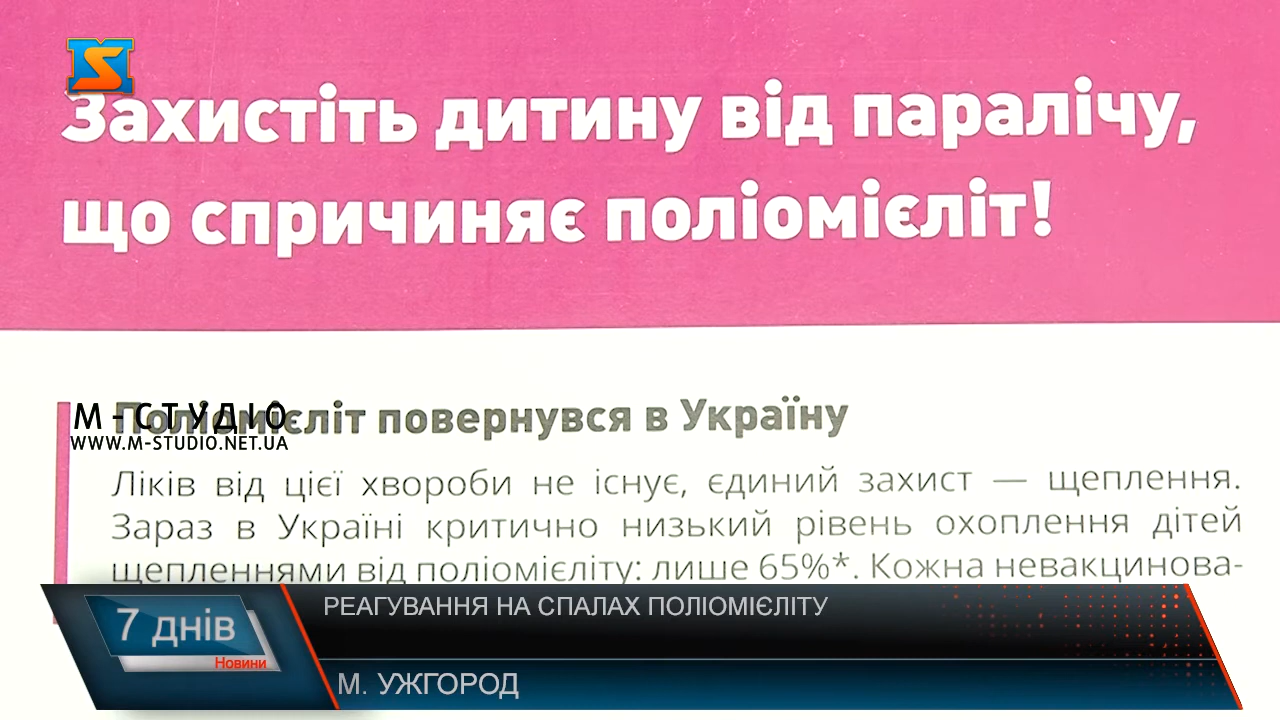 Захистіть дитину від паралічу,
що спричиняє поліомієліт!
М-СТУДІО
WWW.M-STUDIO.NET.UA
Поліомієліт повернувся в Україну
Ліків від цієї хвороби не існує, єдиний захист — щеплення.
Зараз в Україні критично низький рівень охоплення дітей
щепленнями від поліомієліту: лише 65%*. Кожна невакцинова-
7 днів
Новини
РЕАГУВАННЯ НА СПАЛАХ ПОЛІОМІЄЛІТУ
М. УЖГОРОД